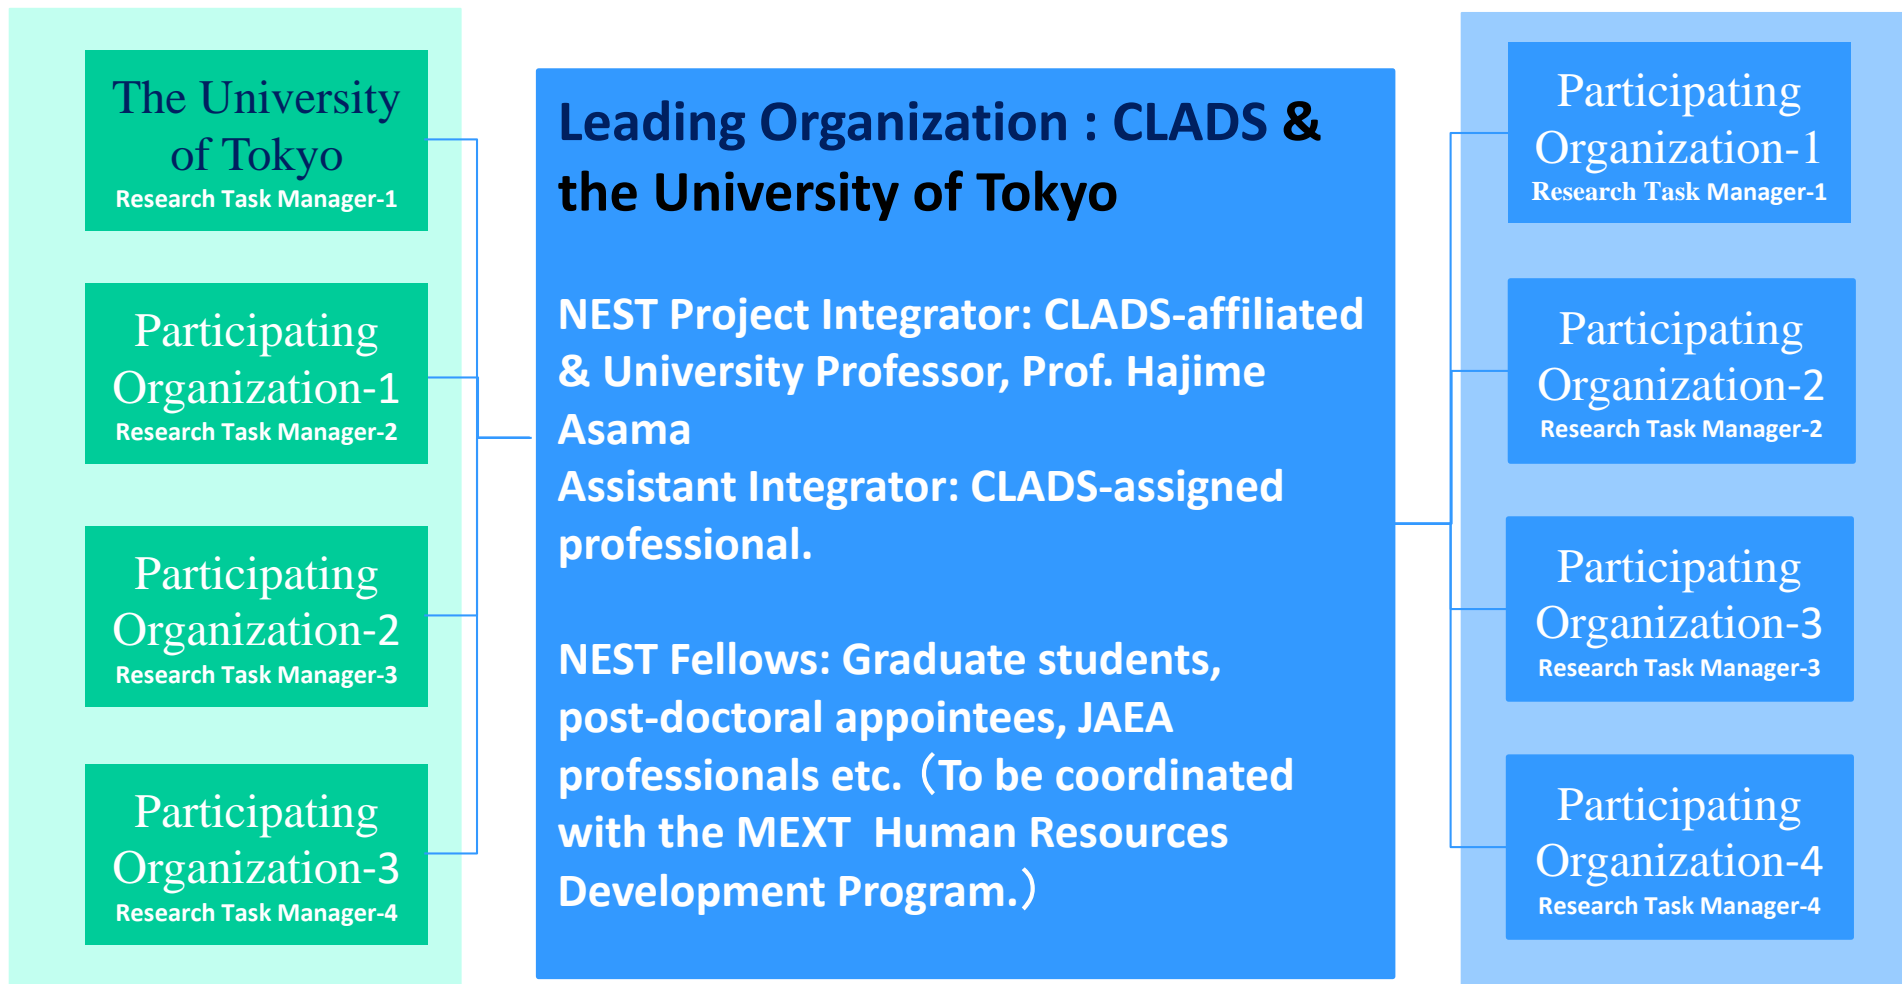 The University
of Tokyo
Research Task Manager-1
Participating
Organization-1
Research Task Manager-2
Participating
Organization-2
Research Task Manager-3
Participating
Organization-3
Research Task Manager-4
Leading Organization : CLADS &
the University of Tokyo
NEST Project Integrator: CLADS-affiliated
& University Professor, Prof. Hajime
Asama
Assistant Integrator: CLADS-assigned
professional.
NEST Fellows: Graduate students,
post-doctoral appointees, JAEA
professionals etc.（To be coordinated
with the MEXT  Human Resources
Development Program.）
Participating
Organization-1
Research Task Manager-1
Participating
Organization-2
Research Task Manager-2
Participating
Organization-3
Research Task Manager-3
Participating
Organization-4
Research Task Manager-4